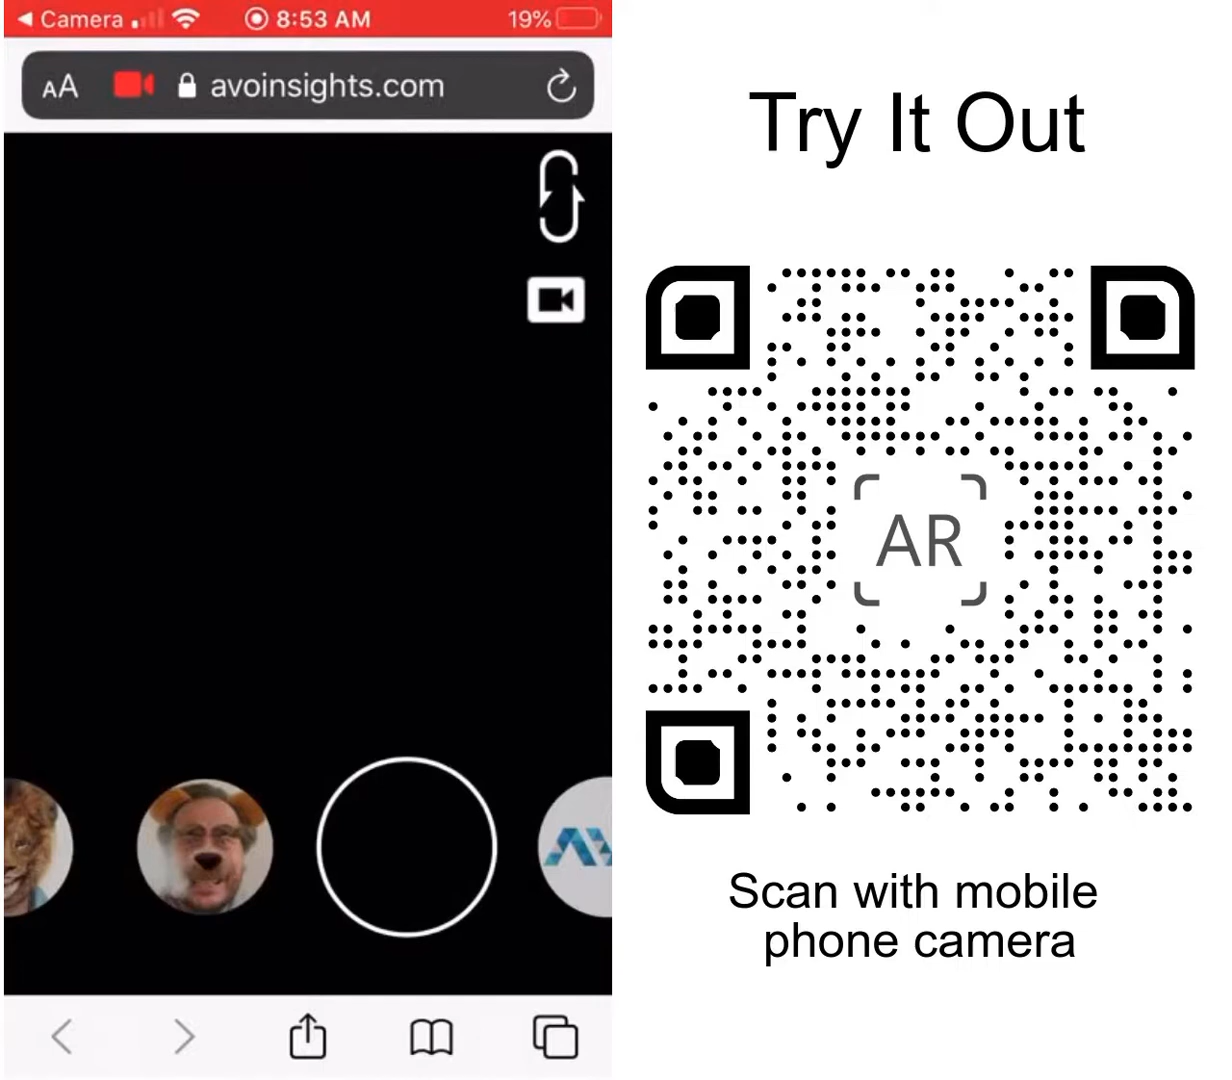 Camera
8:53 AM
19%
AA
avoinsights.com
Try It Out
AR
Scan with mobile
phone camera